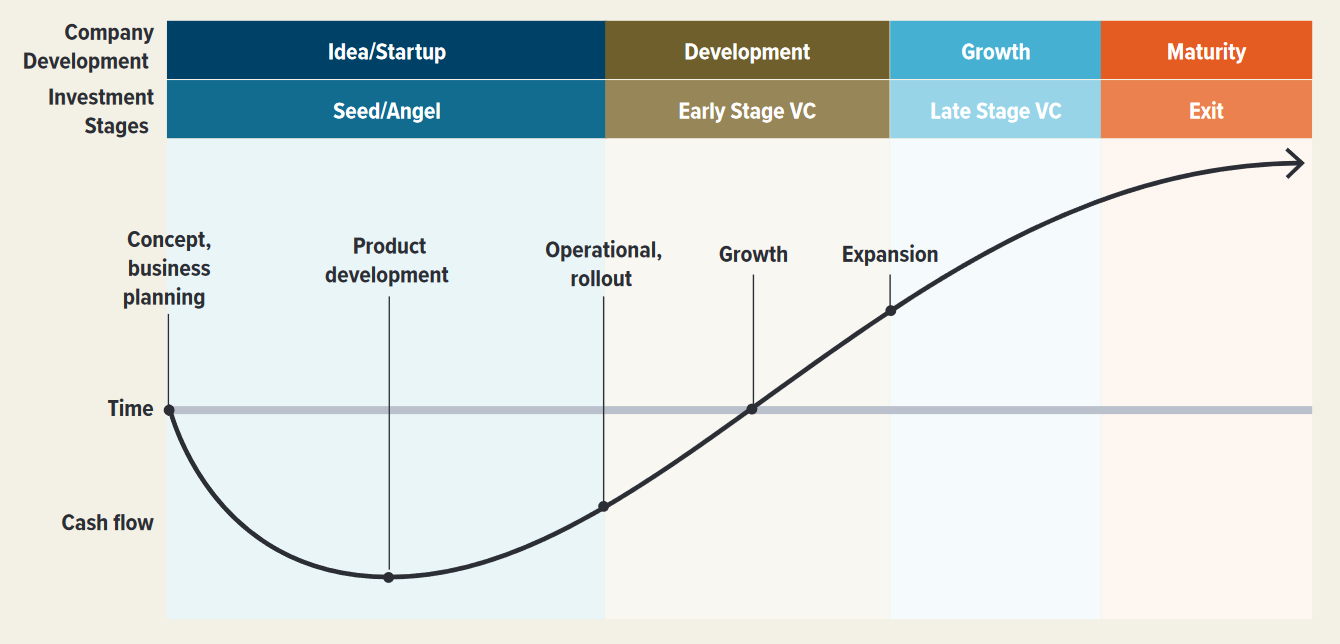 Company
Development
Idea/Startup
Development
Growth
Maturity
Investment
Stages
Seed/Angel
Early Stage VC
Late Stage VC
Exit
Concept,
business
planning
Product
development
Operational,
rollout
Growth
Expansion
Time
Cash flow